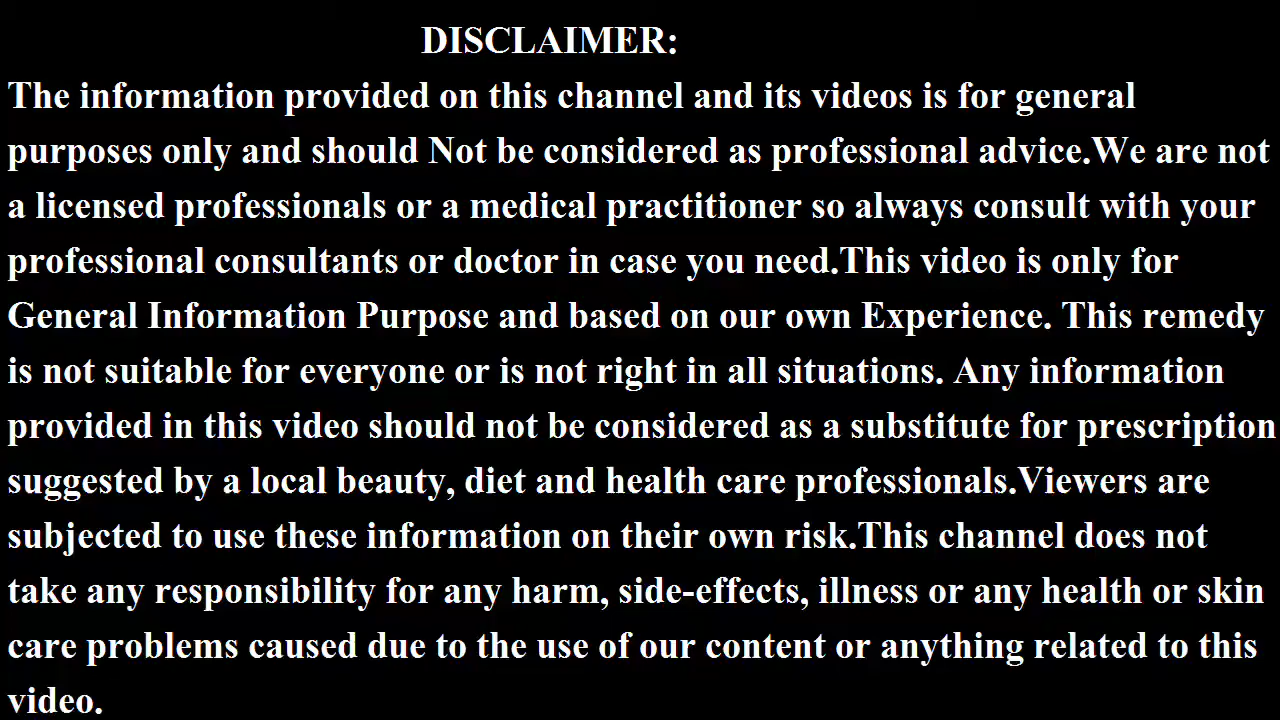 DISCLAIMER:
The information provided on this channel and its videos is for general
purposes only and should Not be considered as professional advice.We are not
a licensed professionals or a medical practitioner so always consult with your
professional consultants or doctor in case you need.This video is only for
General Information Purpose and based on our own Experience. This remedy
is not suitable for everyone or is not right in all situations. Any information
provided in this video should not be considered as a substitute for prescription
suggested by a local beauty, diet and health care professionals.Viewers are
subjected to use these information on their own risk.This channel does not
take any responsibility for any harm, side-effects, illness or any health or skin
care problems caused due to the use of our content or anything related to this
video.